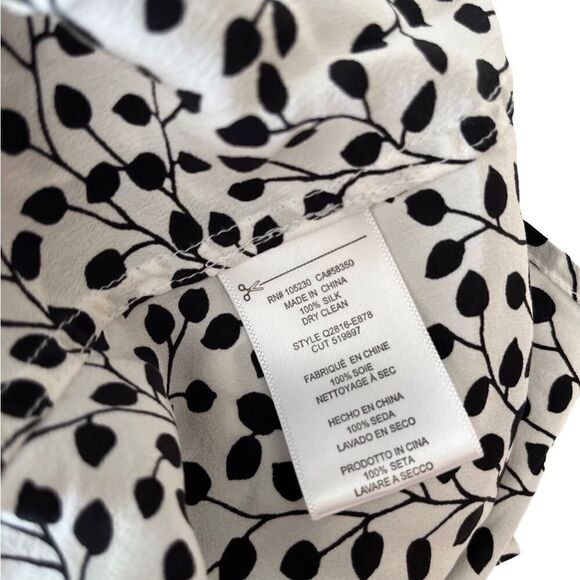 RN# 105230 CA#58350
MADE IN CHINA
100% SILK
DRY CLEAN
STYLE Q2816-E878
CUT 519997
FABRIQUÉ EN CHINE
100% SOIE
NETTOYAGE À SEC
HECHO EN CHINA
100% SEDA
LAVADO EN SECO
PRODOTTO IN CINA
100% SETA
LAVARE A SECCO